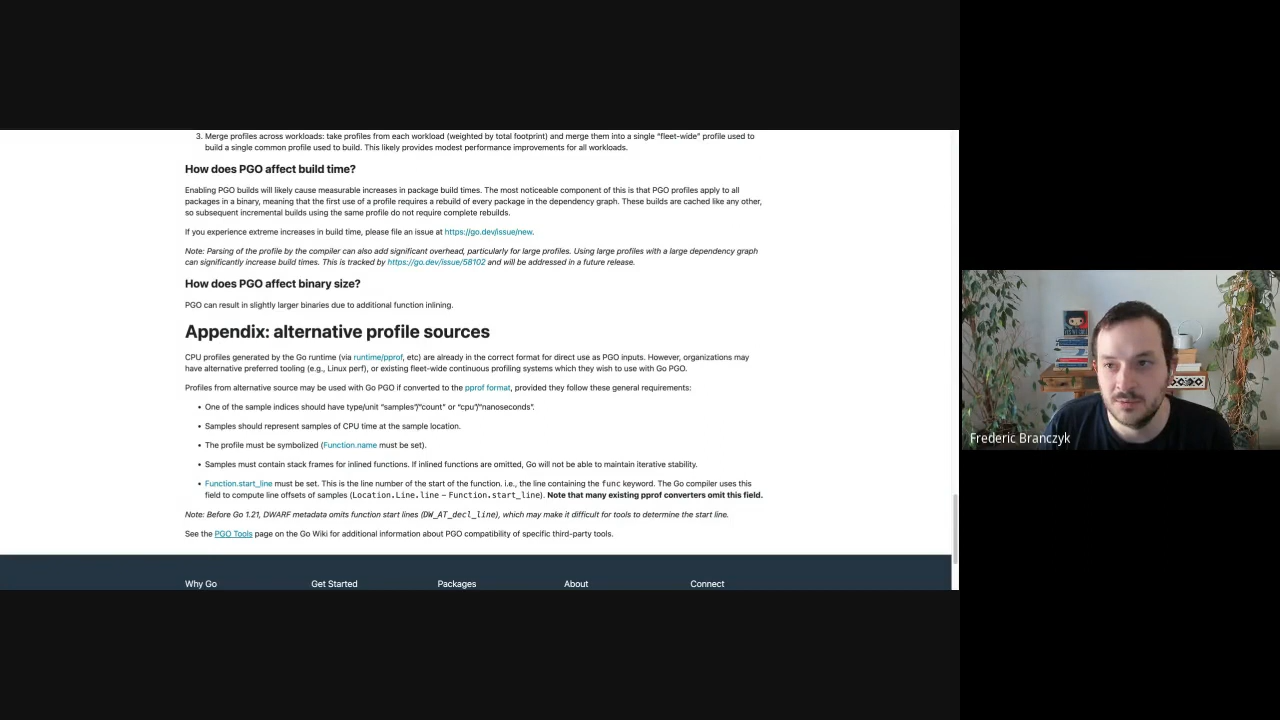 3. Merge profiles across workloads: take profiles from each workload (weighted by total footprint) and merge them into a single “fleet-wide” profile used to
build a single common profile used to build. This likely provides modest performance improvements for all workloads.
How does PGO affect build time?
Enabling PGO builds will likely cause measurable increases in package build times. The most noticeable component of this is that PGO profiles apply to all
packages in a binary, meaning that the first use of a profile requires a rebuild of every package in the dependency graph. These builds are cached like any other,
so subsequent incremental builds using the same profile do not require complete rebuilds.
If you experience extreme increases in build time, please file an issue at https://go.dev/issue/new.
Note: Parsing of the profile by the compiler can also add significant overhead, particularly for large profiles. Using large profiles with a large dependency graph
can significantly increase build times. This is tracked by https://go.dev/issue/58102 and will be addressed in a future release.
How does PGO affect binary size?
PGO can result in slightly larger binaries due to additional function inlining.
Appendix: alternative profile sources
CPU profiles generated by the Go runtime (via runtime/pprof, etc) are already in the correct format for direct use as PGO inputs. However, organizations may
have alternative preferred tooling (e.g., Linux perf), or existing fleet-wide continuous profiling systems which they wish to use with Go PGO.
Profiles from alternative source may be used with Go PGO if converted to the pprof format, provided they follow these general requirements:
• One of the sample indices should have type/unit “samples”/“count” or “cpu”/“nanoseconds”.
• Samples should represent samples of CPU time at the sample location.
• The profile must be symbolized (Function.name must be set).
• Samples must contain stack frames for inlined functions. If inlined functions are omitted, Go will not be able to maintain iterative stability.
• Function.start_line must be set. This is the line number of the start of the function. i.e., the line containing the func keyword. The Go compiler uses this
field to compute line offsets of samples (Location.Line.line - Function.start_line). Note that many existing pprof converters omit this field.
Note: Before Go 1.21, DWARF metadata omits function start lines (DW_AT_decl_line), which may make it difficult for tools to determine the start line.
See the PGO Tools page on the Go Wiki for additional information about PGO compatibility of specific third-party tools.
Why Go Get Started Packages About Connect
Frederic Branczyk